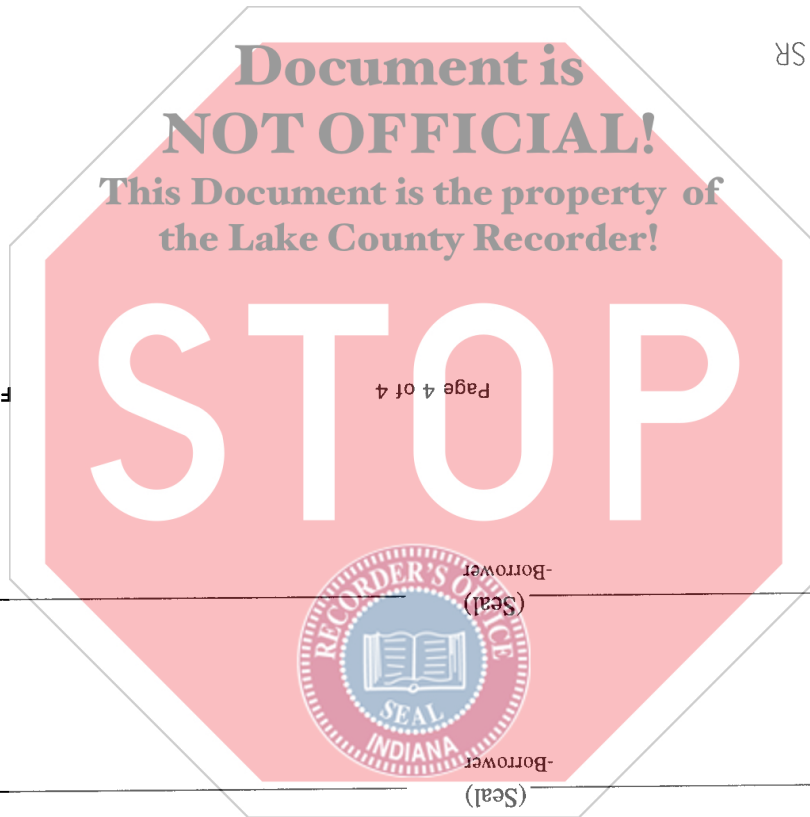 Document is
NOT OFFICIAL!
This Document is the property of
the Lake County Recorder!
SR
STOP
Page 4 of 4
F
-Borrower
(Seal)
RECORDER'S OFFICE
SEAL
INDIANA
-Borrower
(Seal)